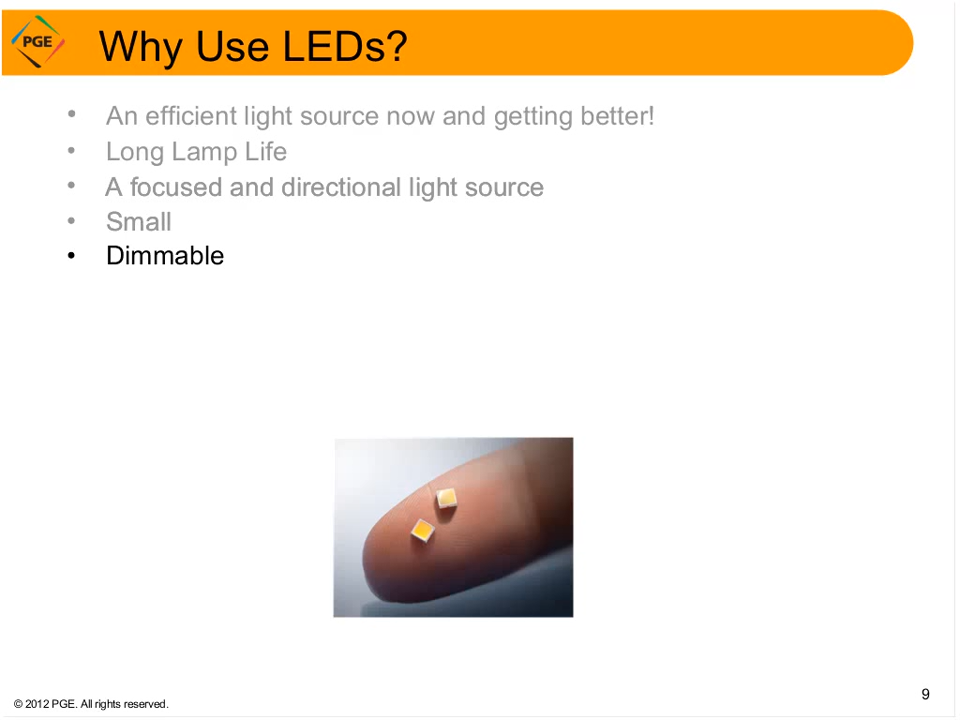 PGE
Why Use LEDs?
• An efficient light source now and getting better!
• Long Lamp Life
• A focused and directional light source
• Small
• Dimmable
© 2012 PGE. All rights reserved.
9